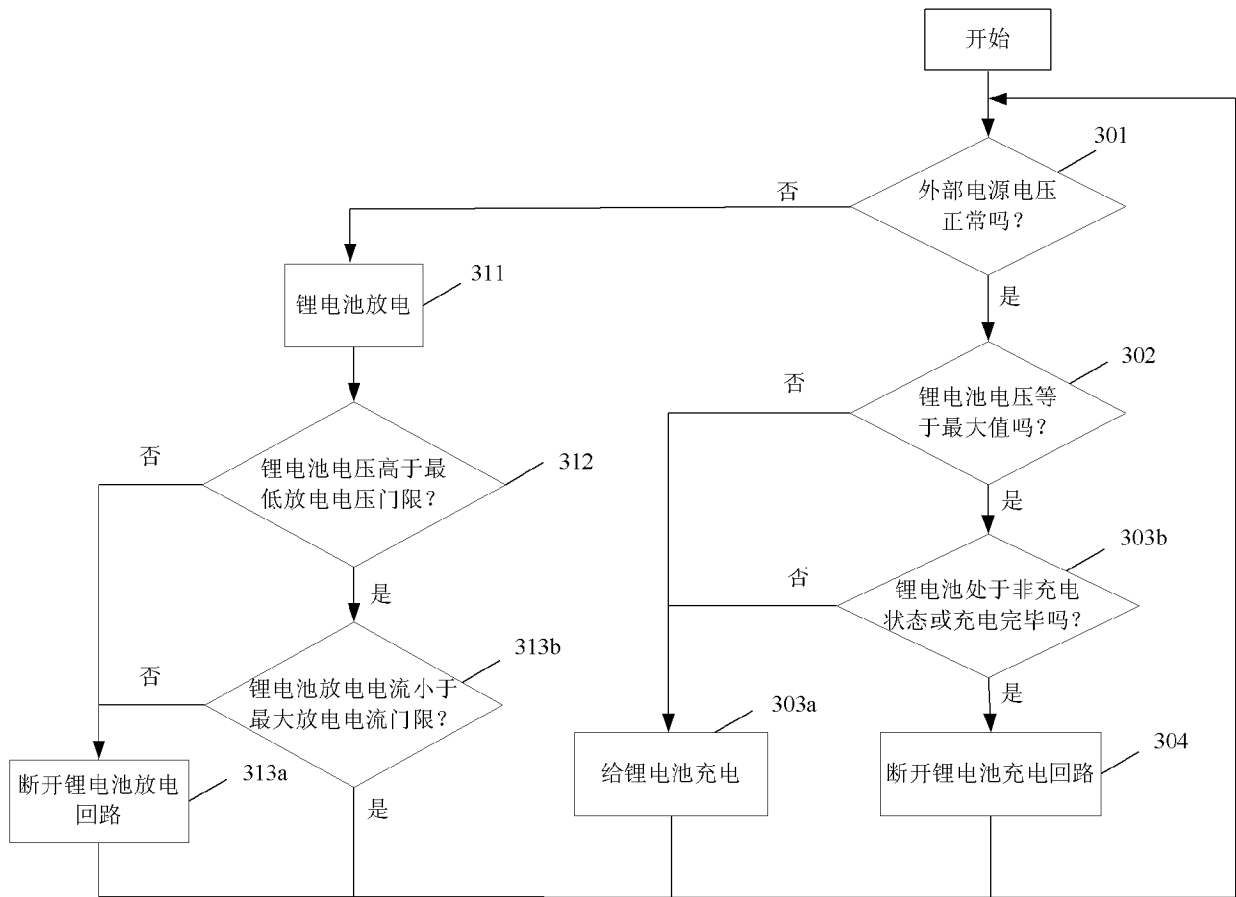 开始
301
外部电源电压
正常吗？
否
是
311
锂电池放电
302
锂电池电压等
于最大值吗？
否
是
312
锂电池电压高于最
低放电电压门限？
否
是
303b
锂电池处于非充电
状态或充电完毕吗？
否
是
313b
锂电池放电电流小于
最大放电电流门限？
否
是
313a
断开锂电池放电
回路
303a
给锂电池充电
304
断开锂电池充电回路